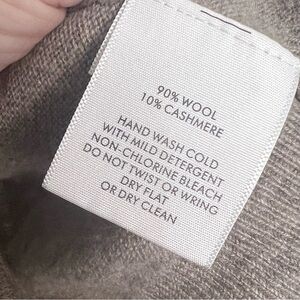 90% WOOL
10% CASHMERE
HAND WASH COLD
WITH MILD DETERGENT
NON-CHLORINE BLEACH
DO NOT TWIST OR WRING
DRY FLAT
OR DRY CLEAN